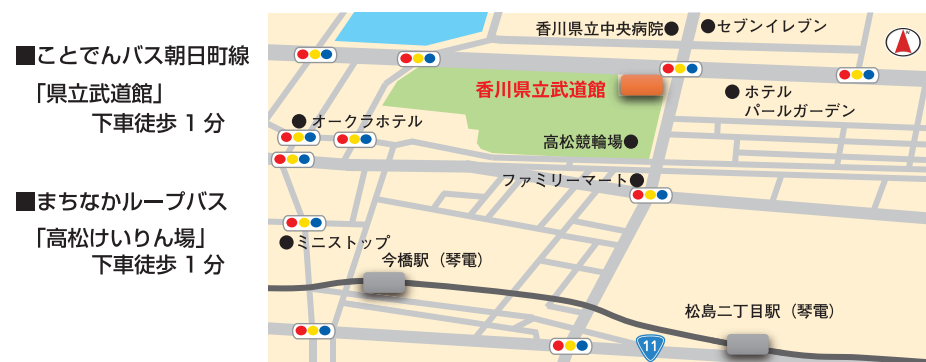 ■ことでんバス朝日町線
「県立武道館」
下車徒歩 1 分
■まちなかループバス
「高松けいりん場」
下車徒歩 1 分
香川県立中央病院
セブンイレブン
N
香川県立武道館
ホテル
パールガーデン
オークラホテル
高松競輪場
ファミリーマート
ミニストップ
今橋駅（琴電）
松島二丁目駅（琴電）
11